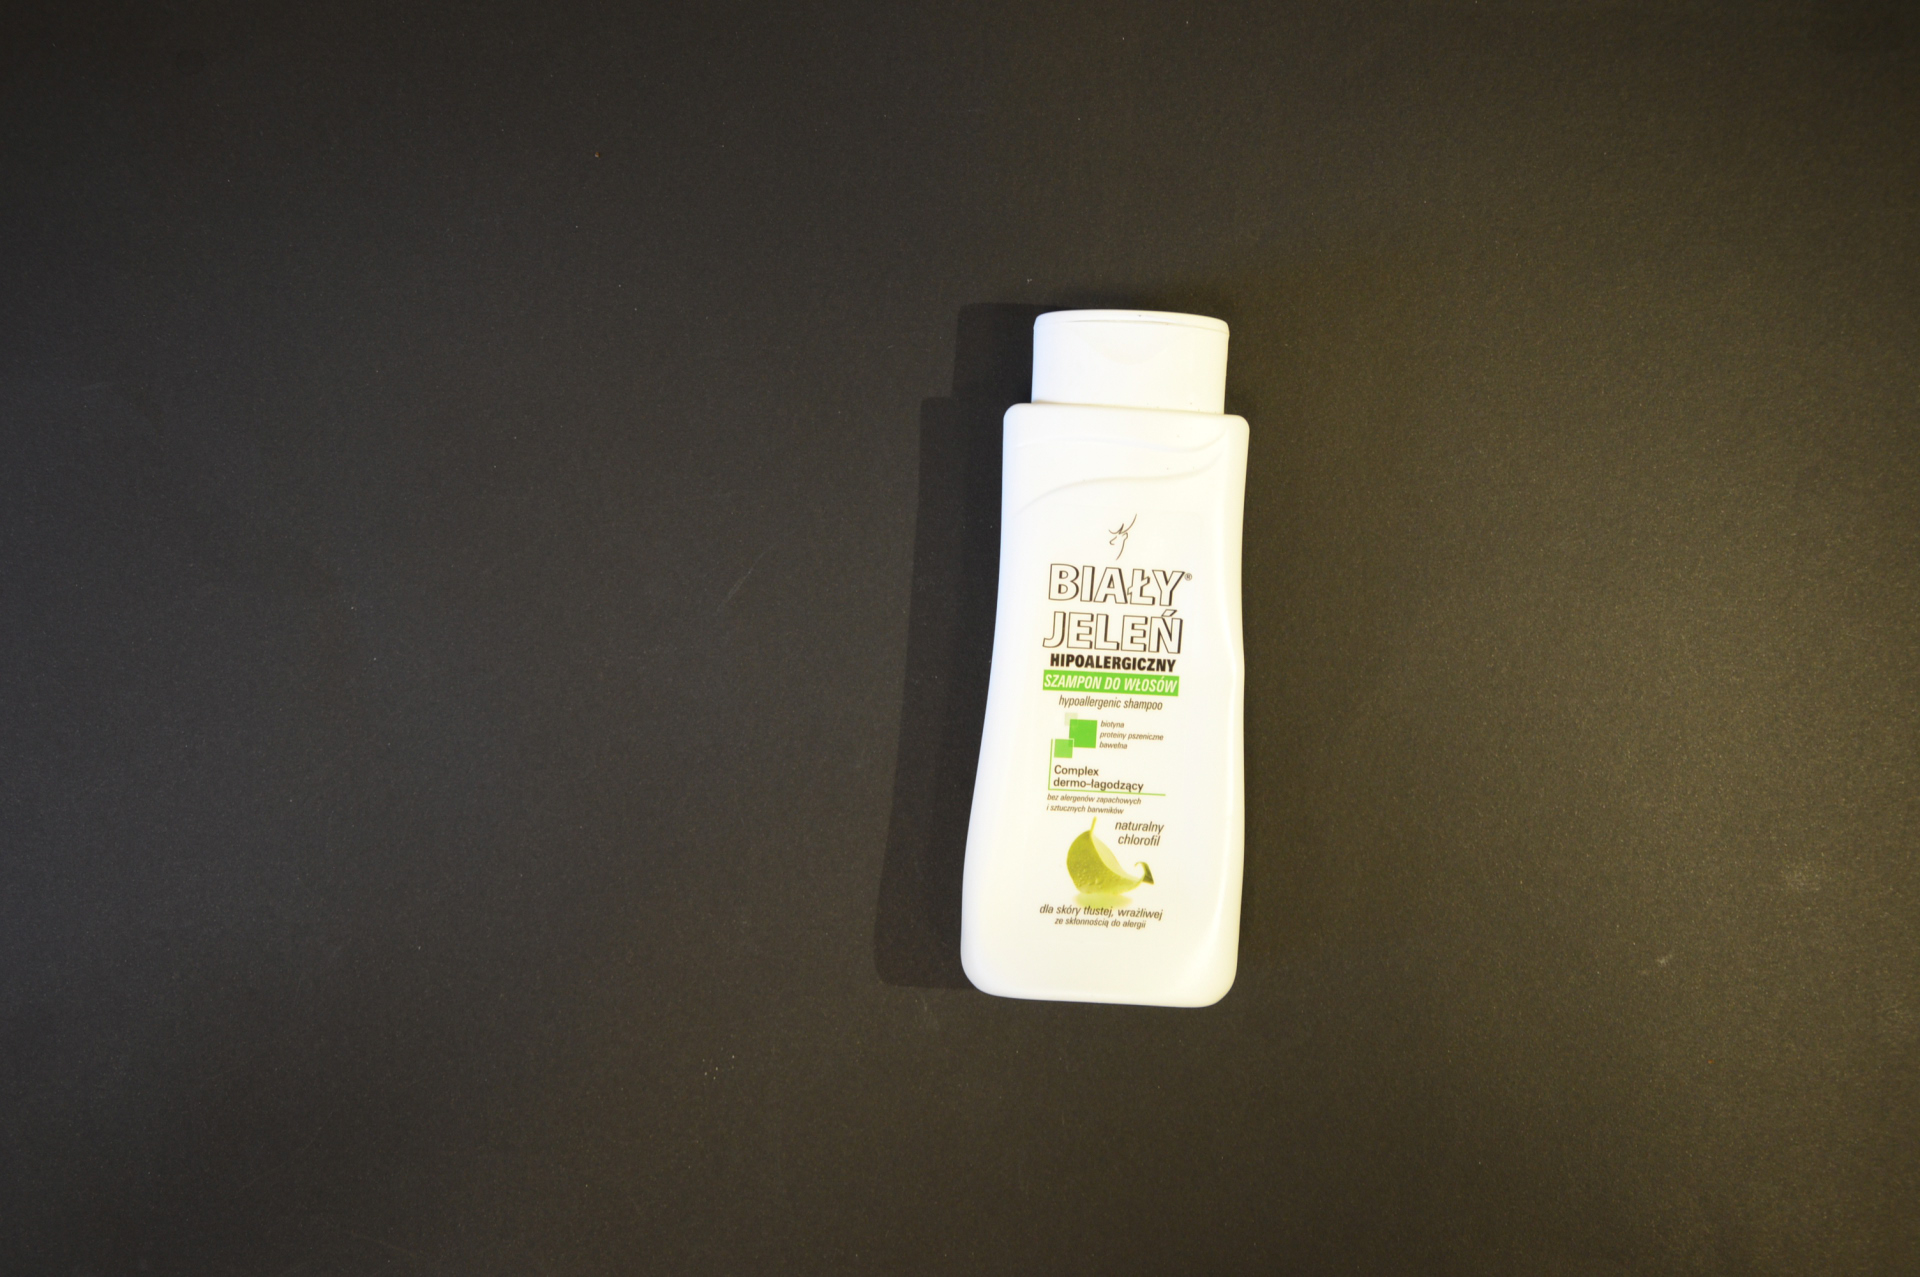 BIAŁY®
JELEŃ
HIPOALERGICZNY
SZAMPON DO WŁOSÓW
hypoallergenic shampoo
biotyna
proteiny pszeniczne
bawełna
Complex
dermo-łagodzący
bez alergenów zapachowych
i sztucznych barwników
naturalny
chlorofil
dla skóry tłustej, wrażliwej
ze skłonnością do alergii